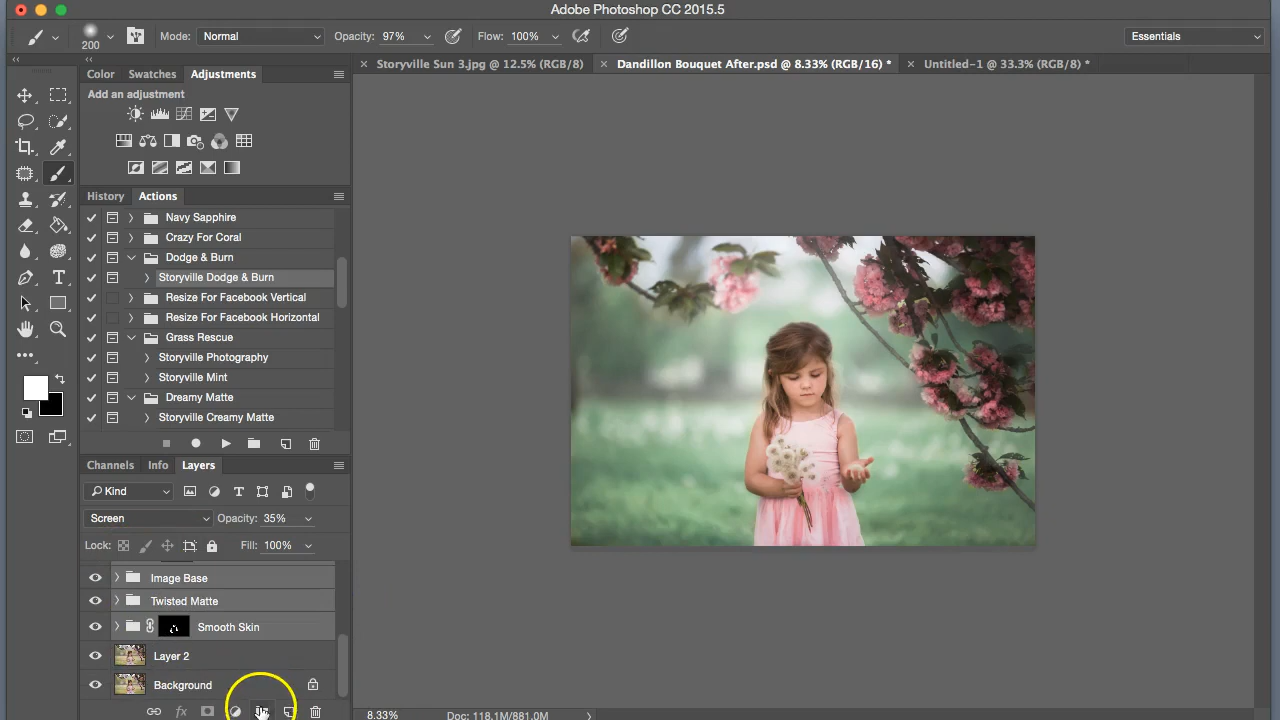 Adobe Photoshop CC 2015.5
200
Mode: Normal
Opacity: 97%
Flow: 100%
Essentials
Color
Swatches
Adjustments
Storyville Sun 3.jpg @ 12.5% (RGB/8)
Dandillon Bouquet After.psd @ 8.33% (RGB/16) *
Untitled-1 @ 33.3% (RGB/8) *
Add an adjustment
History
Actions
Navy Sapphire
Crazy For Coral
Dodge & Burn
Storyville Dodge & Burn
Resize For Facebook Vertical
Resize For Facebook Horizontal
Grass Rescue
Storyville Photography
Storyville Mint
Dreamy Matte
Storyville Creamy Matte
Channels
Info
Layers
Kind
Screen
Opacity: 35%
Lock:
Fill: 100%
Image Base
Twisted Matte
Smooth Skin
Layer 2
Background
fx
8.33%
Doc: 118.1M/881.0M